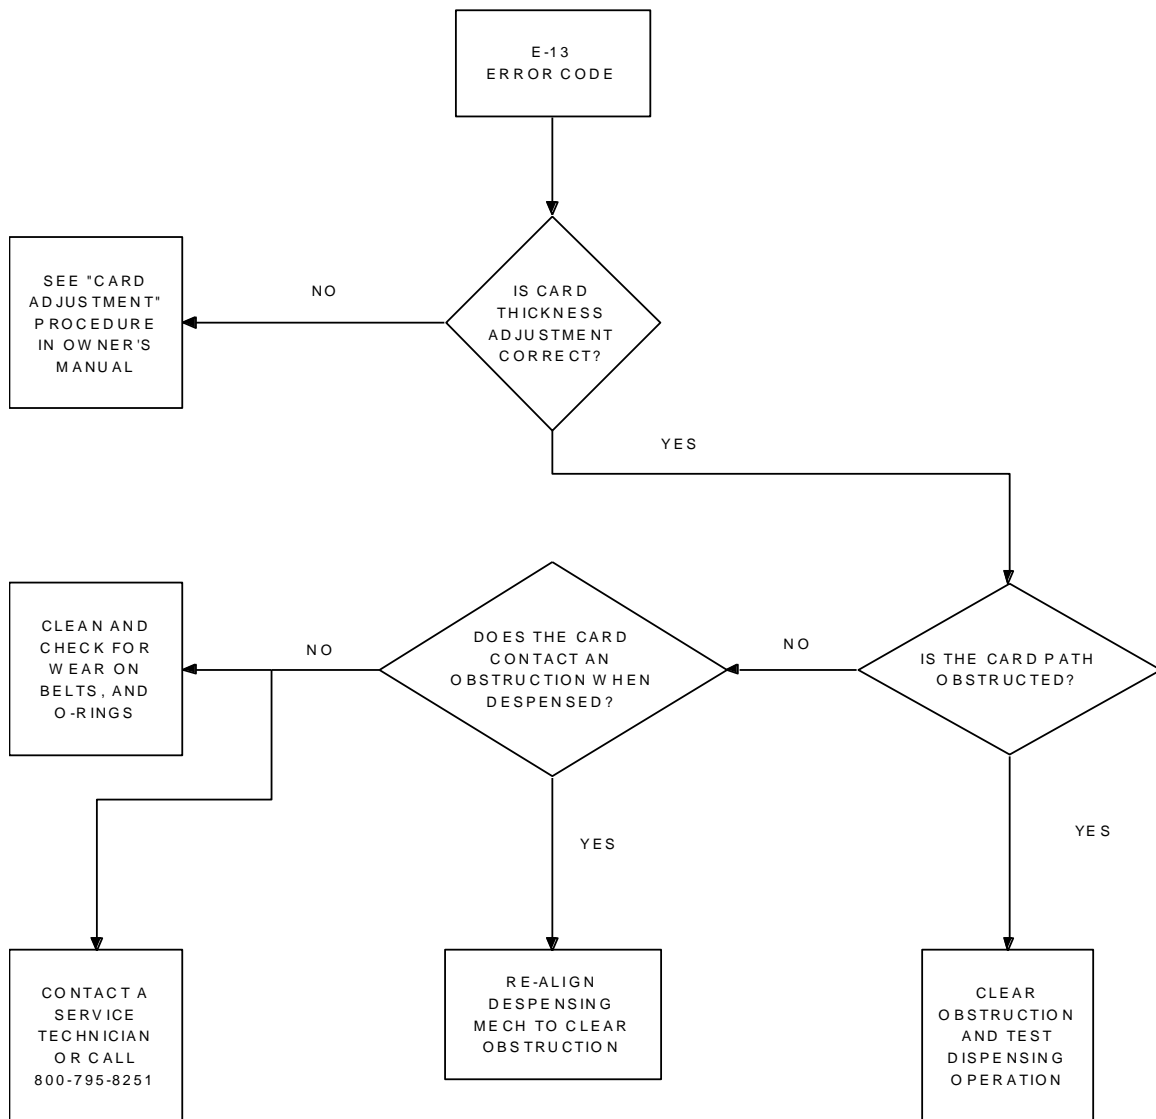 E-13
ERROR CODE
SEE "CARD
ADJUSTMENT"
PROCEDURE
IN OWNER'S
MANUAL
NO
IS CARD
THICKNESS
ADJUSTMENT
CORRECT?
YES
CLEAN AND
CHECK FOR
WEAR ON
BELTS, AND
O-RINGS
NO
DOES THE CARD
CONTACT AN
OBSTRUCTION WHEN
DESPENSED?
NO
IS THE CARD PATH
OBSTRUCTED?
YES
YES
CONTACT A
SERVICE
TECHNICIAN
OR CALL
800-795-8251
RE-ALIGN
DESPENSING
MECH TO CLEAR
OBSTRUCTION
CLEAR
OBSTRUCTION
AND TEST
DISPENSING
OPERATION